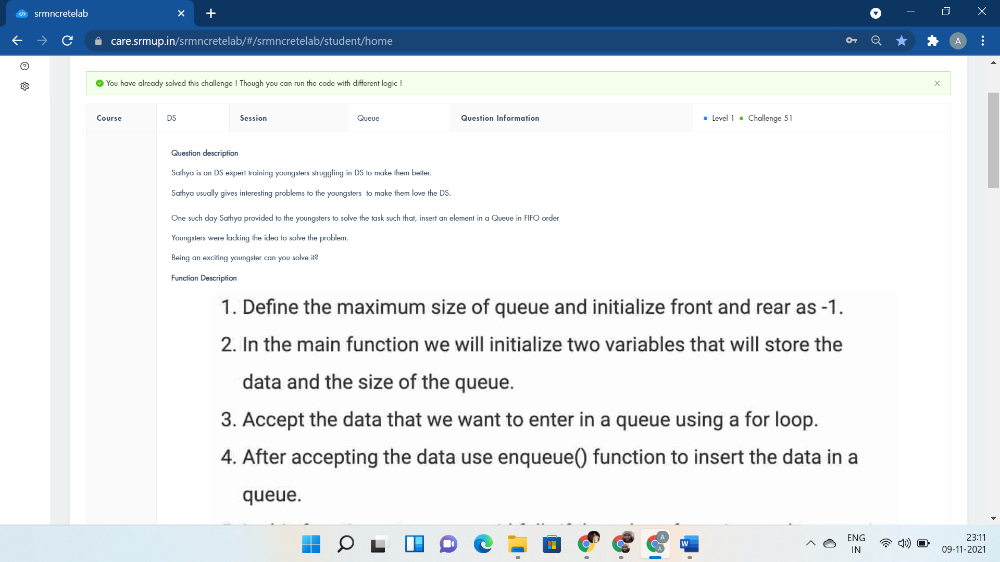 srmncretelab
care.srmup.in/srmncretelab/#/srmncretelab/student/home
A
You have already solved this challenge ! Though you can run the code with different logic !
Course DS Session Queue Question Information Level 1 Challenge 51
Question description
Sathya is an DS expert training youngsters struggling in DS to make them better.
Sathya usually gives interesting problems to the youngsters to make them love the DS.
One such day Sathya provided to the youngsters to solve the task such that, insert an element in a Queue in FIFO order
Youngsters were lacking the idea to solve the problem.
Being an exciting youngster can you solve it?
Function Description
1. Define the maximum size of queue and initialize front and rear as -1.
2. In the main function we will initialize two variables that will store the
data and the size of the queue.
3. Accept the data that we want to enter in a queue using a for loop.
4. After accepting the data use enqueue() function to insert the data in a
queue.
A
A
W
ENG
IN
23:11
09-11-2021